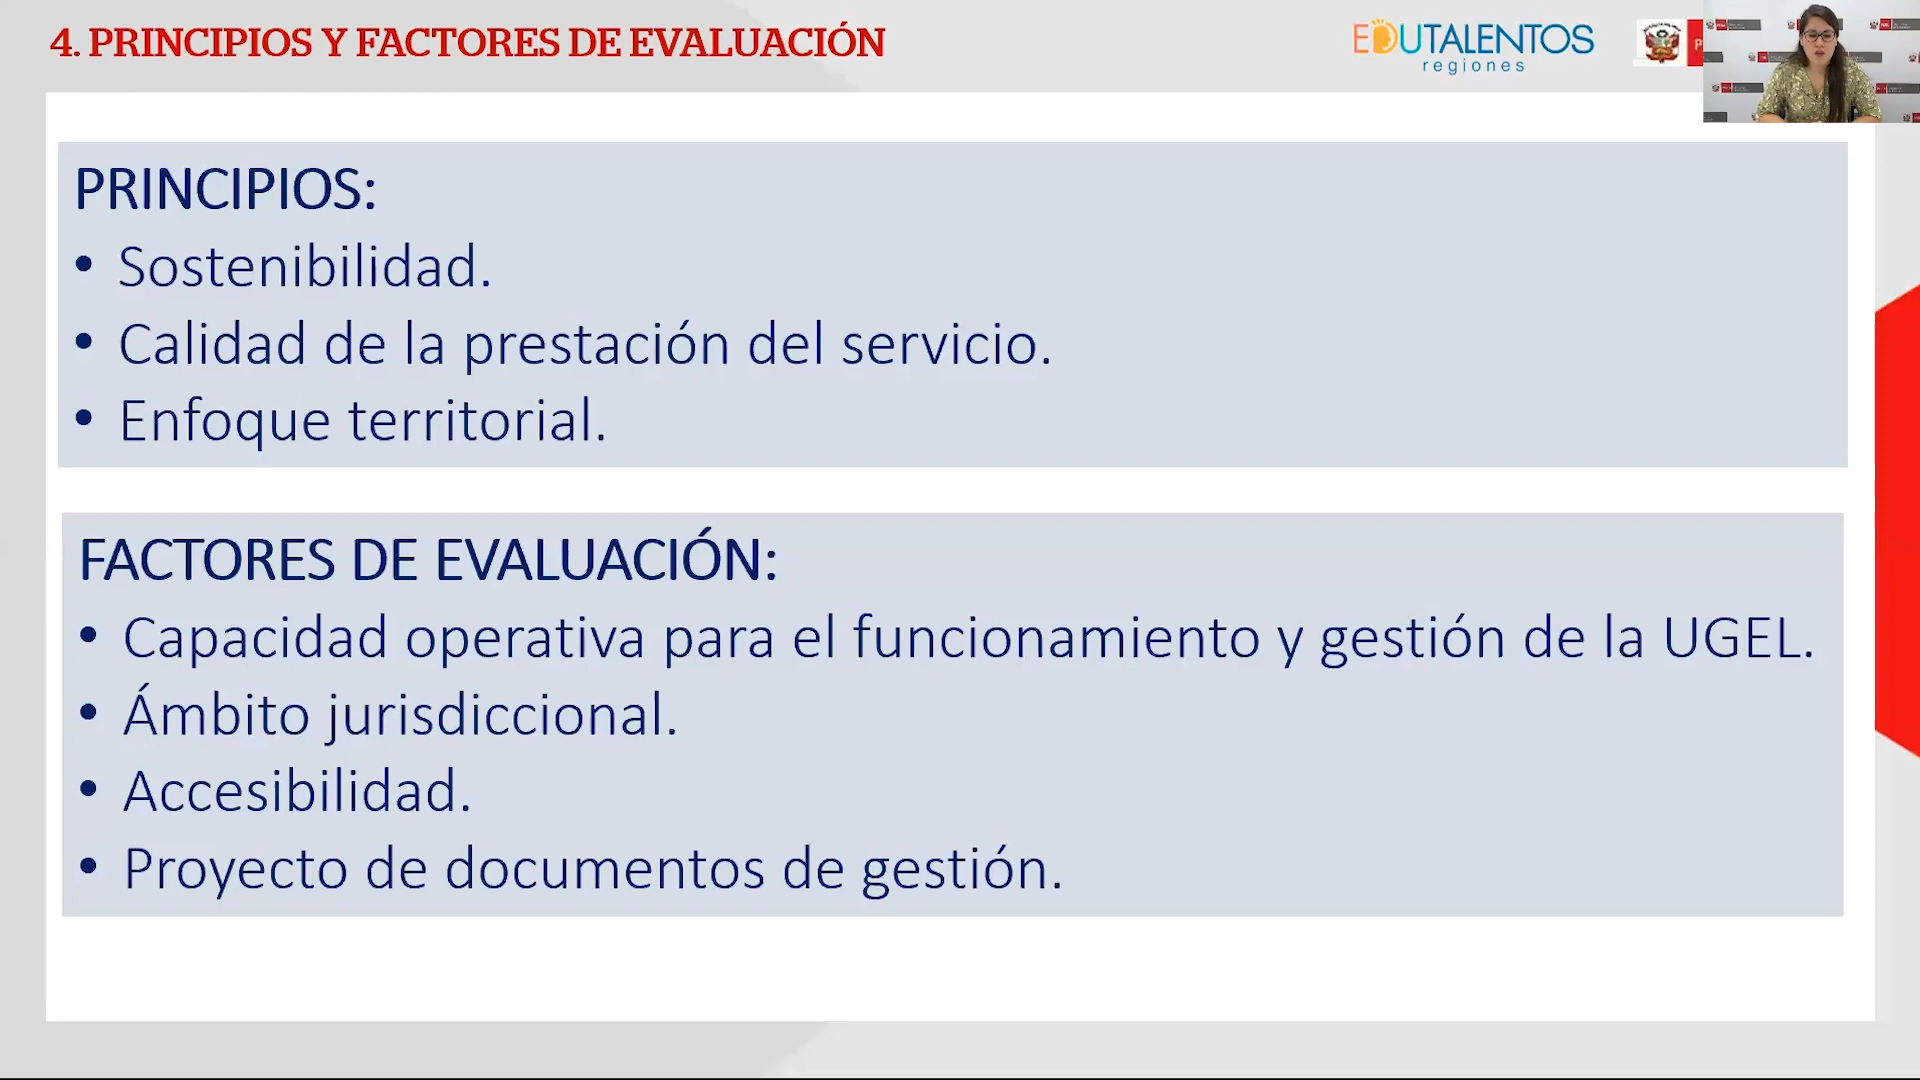 4. PRINCIPIOS Y FACTORES DE EVALUACIÓN
EDUTALENTOS
regiones
PRINCIPIOS:
• Sostenibilidad.
• Calidad de la prestación del servicio.
• Enfoque territorial.
FACTORES DE EVALUACIÓN:
• Capacidad operativa para el funcionamiento y gestión de la UGEL.
• Ámbito jurisdiccional.
• Accesibilidad.
• Proyecto de documentos de gestión.